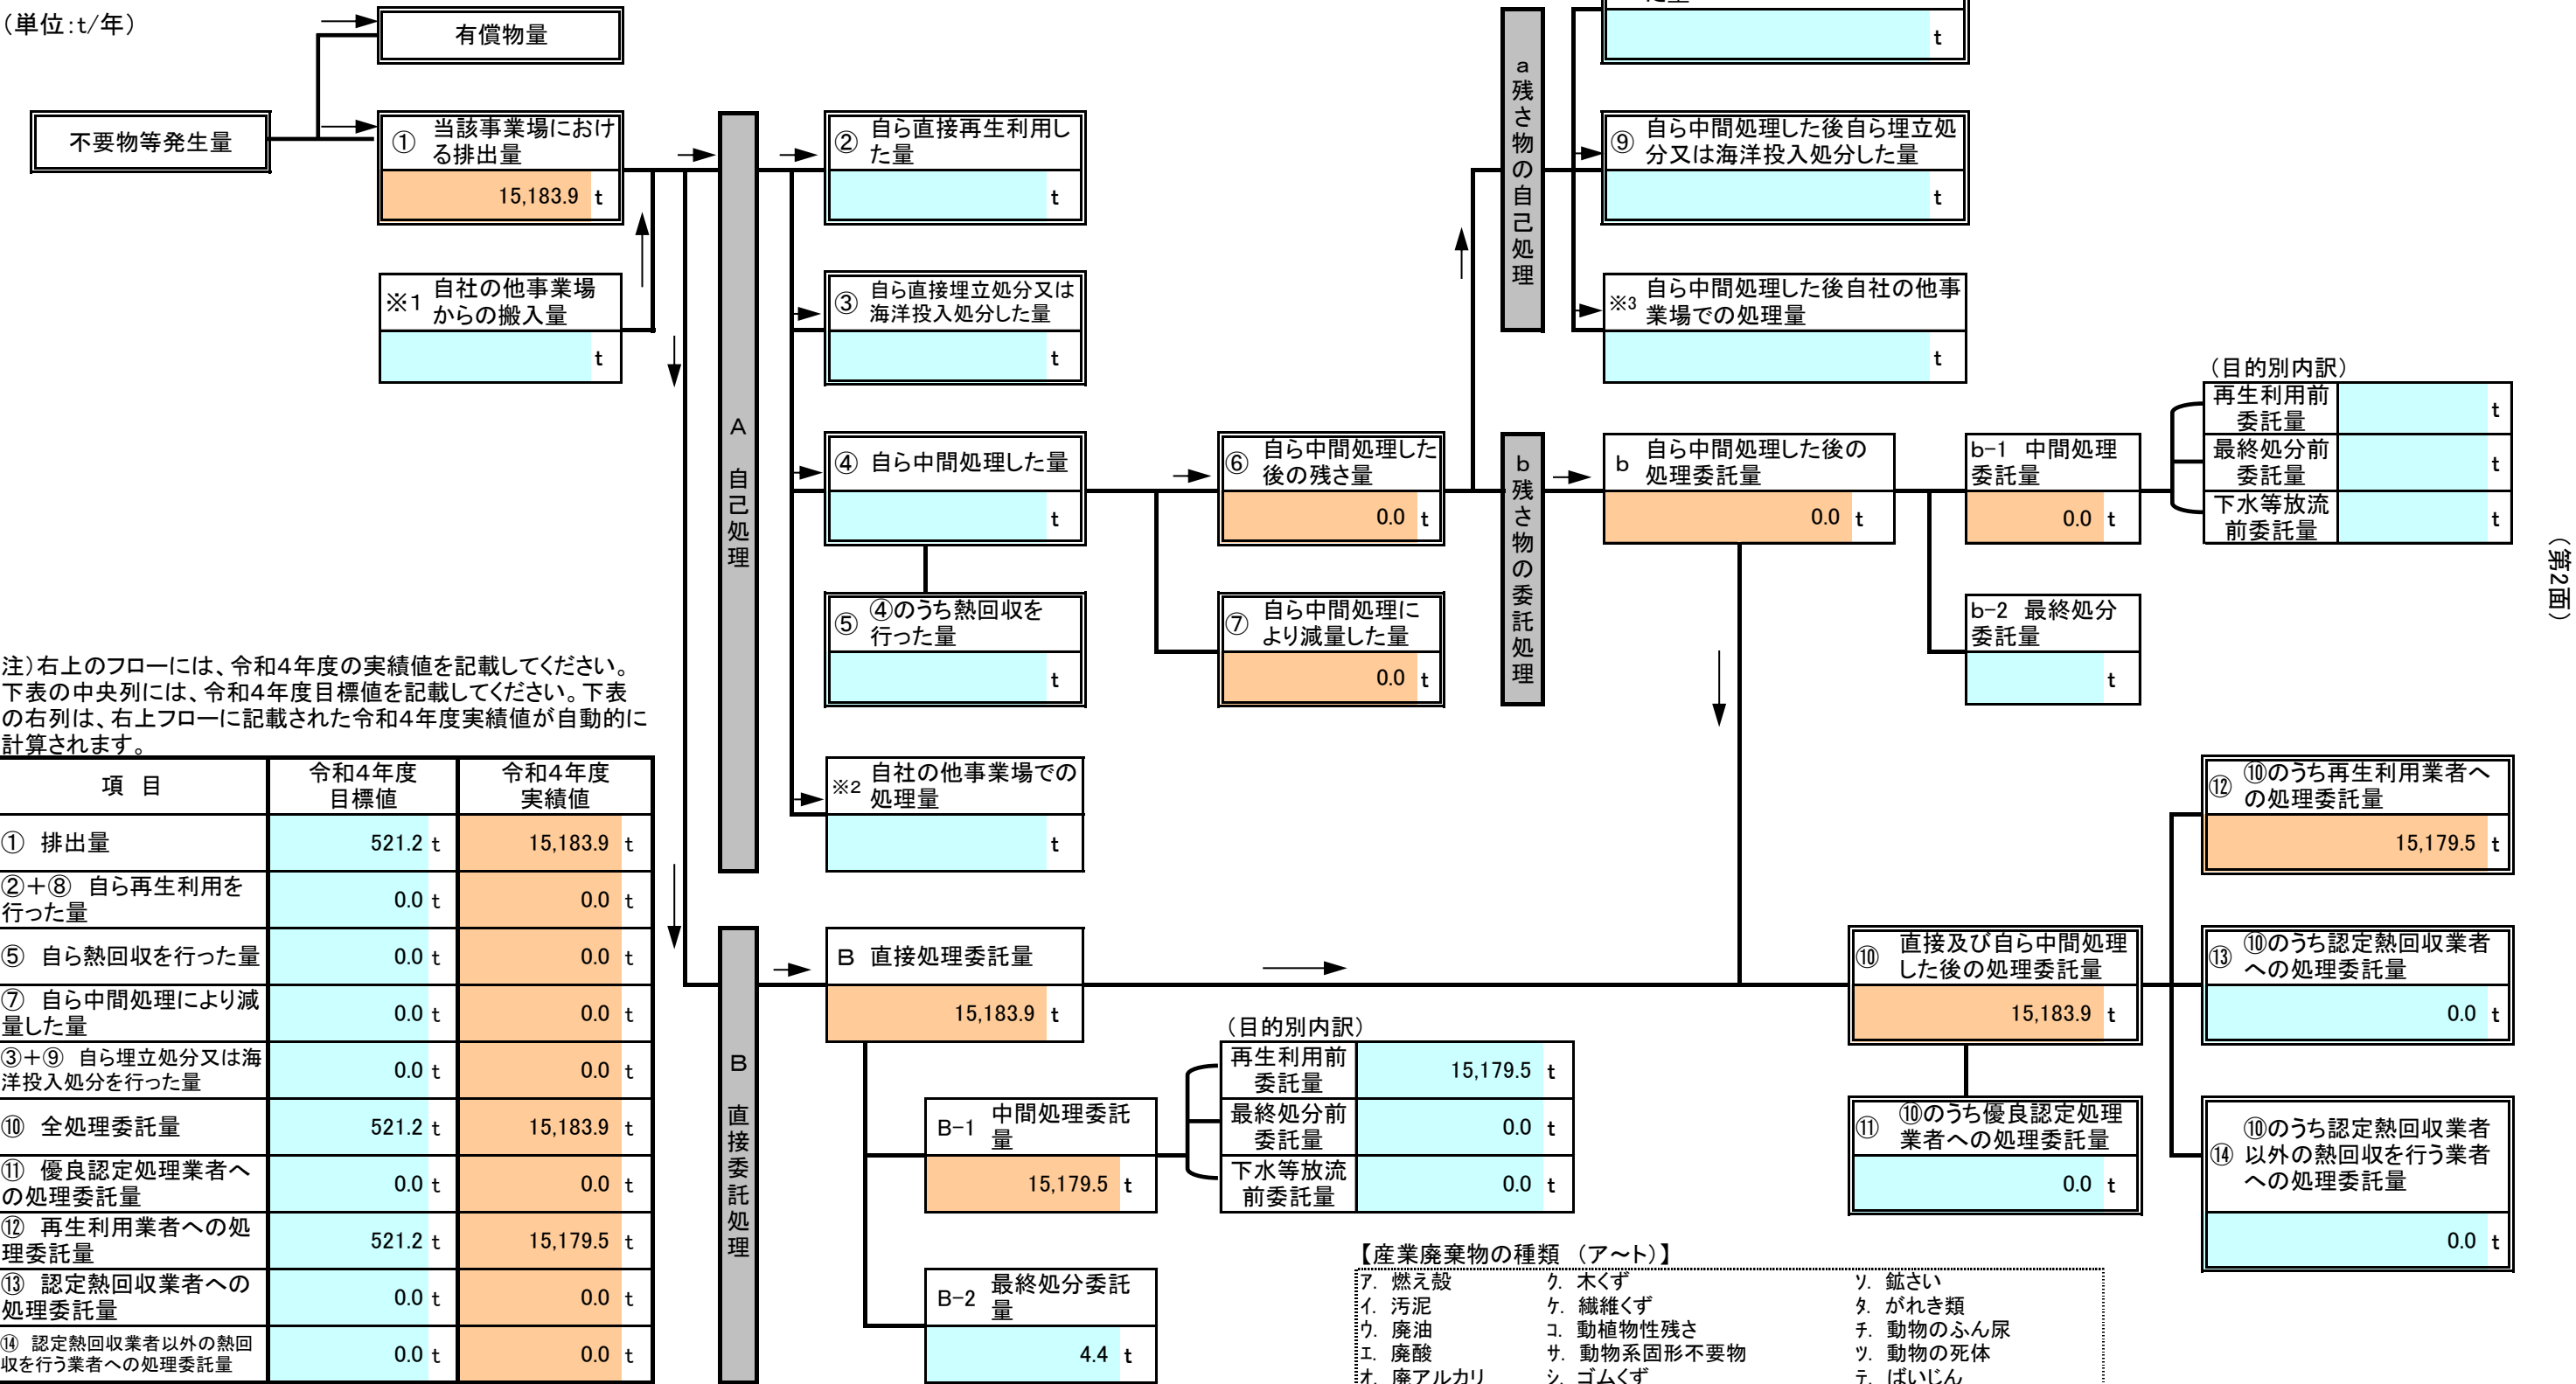 (単位:t/年)
有償物量
不要物等発生量
① 当該事業場におけ
る排出量
15,183.9 t
※1 自社の他事業場
からの搬入量
t
A 自己処理
② 自ら直接再生利用し
た量
t
③ 自ら直接埋立処分又は
海洋投入処分した量
t
④ 自ら中間処理した量
t
⑤ ④のうち熱回収を
行った量
t
※2 自社の他事業場での
処理量
t
⑥ 自ら中間処理した
後の残さ量
0.0 t
⑦ 自ら中間処理に
より減量した量
0.0 t
a残さ物の自己処理
t
⑨ 自ら中間処理した後自ら埋立処
分又は海洋投入処分した量
t
※3 自ら中間処理した後自社の他事
業場での処理量
t
b残さ物の委託処理
b 自ら中間処理した後の
処理委託量
0.0 t
b-1 中間処理
委託量
0.0 t
b-2 最終処分
委託量
t
(目的別内訳)
再生利用前
委託量
t
最終処分前
委託量
t
下水等放流
前委託量
t
(第2面)
注)右上のフローには、令和4年度の実績値を記載してください。
下表の中央列には、令和4年度目標値を記載してください。下表
の右列は、右上フローに記載された令和4年度実績値が自動的に
計算されます。
項 目 令和4年度
目標値 令和4年度
実績値
① 排出量 521.2 t 15,183.9 t
②+⑧ 自ら再生利用を
行った量 0.0 t 0.0 t
⑤ 自ら熱回収を行った量 0.0 t 0.0 t
⑦ 自ら中間処理により減
量した量 0.0 t 0.0 t
③+⑨ 自ら埋立処分又は海
洋投入処分を行った量 0.0 t 0.0 t
⑩ 全処理委託量 521.2 t 15,183.9 t
⑪ 優良認定処理業者へ
の処理委託量 0.0 t 0.0 t
⑫ 再生利用業者への処
理委託量 521.2 t 15,179.5 t
⑬ 認定熱回収業者への
処理委託量 0.0 t 0.0 t
⑭ 認定熱回収業者以外の熱回
収を行う業者への処理委託量 0.0 t 0.0 t
B 直接委託処理
B 直接処理委託量
15,183.9 t
B-1 中間処理委託
量
15,179.5 t
B-2 最終処分委託
量
4.4 t
(目的別内訳)
再生利用前
委託量
15,179.5 t
最終処分前
委託量
0.0 t
下水等放流
前委託量
0.0 t
⑩ 直接及び自ら中間処理
した後の処理委託量
15,183.9 t
⑪ ⑩のうち優良認定処理
業者への処理委託量
0.0 t
⑫ ⑩のうち再生利用業者へ
の処理委託量
15,179.5 t
⑬ ⑩のうち認定熱回収業者
への処理委託量
0.0 t
⑭ ⑩のうち認定熱回収業者
以外の熱回収を行う業者
への処理委託量
0.0 t
【産業廃棄物の種類 (ア～ト)】
ア. 燃え殻 ク. 木くず ソ. 鉱さい
イ. 汚泥 ケ. 繊維くず タ. がれき類
ウ. 廃油 コ. 動植物性残さ チ. 動物のふん尿
エ. 廃酸 サ. 動物系固形不要物 ツ. 動物の死体
オ. 廃アルカリ シ. ゴムくず テ. ばいじん